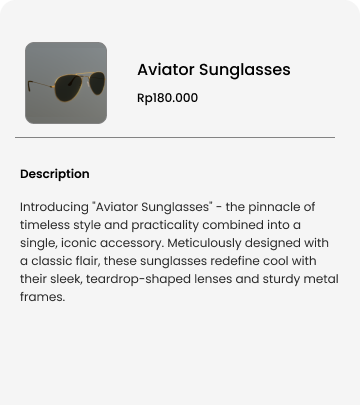 Aviator Sunglasses
Rp180.000
Description
Introducing "Aviator Sunglasses" - the pinnacle of
timeless style and practicality combined into a
single, iconic accessory. Meticulously designed with
a classic flair, these sunglasses redefine cool with
their sleek, teardrop-shaped lenses and sturdy metal
frames.